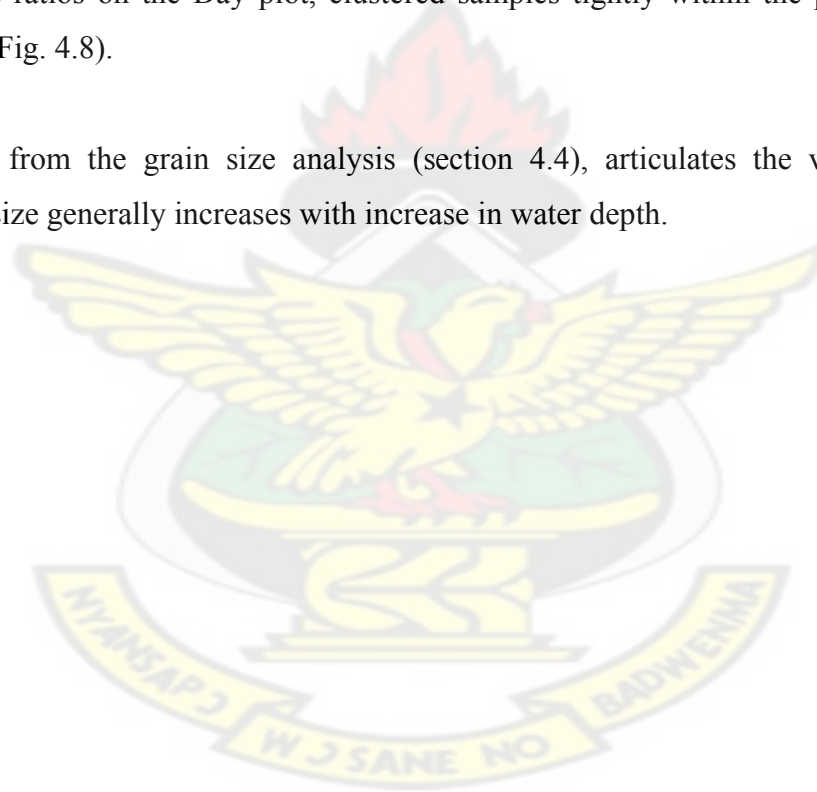 ratios on the Day plot, clustered samples tightly within the
Fig. 4.8).
from the grain size analysis (section 4.4), articulates the
size generally increases with increase in water depth.
NYANSAPƆ WƆSANE NO BADWENMA